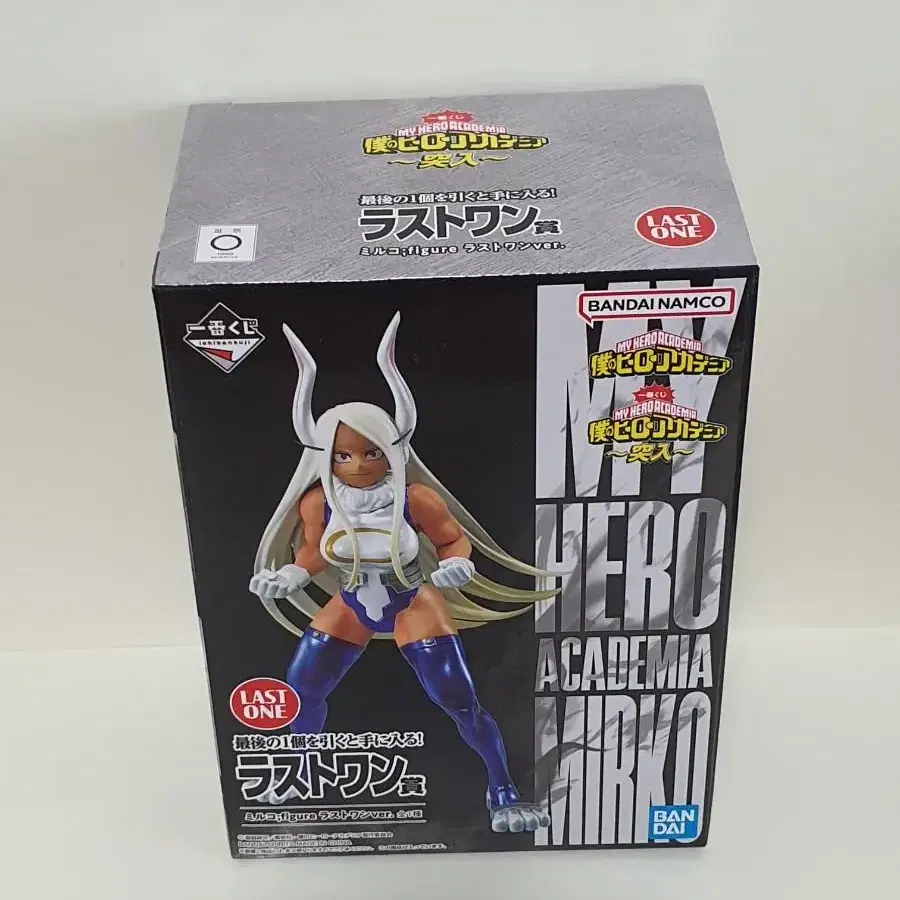 一番くじ
MY HERO ACADEMIA
僕のヒーローアカデミア
〜突入〜
最後の1個を引くと手に入る!
ラストワン賞
ミルコ;figure ラストワンver.
LAST
ONE
一番くじ
ichibankuji
BANDAI NAMCO
MY HERO ACADEMIA
僕のヒーローアカデミア
一番くじ
MY HERO ACADEMIA
僕のヒーローアカデミア
〜突入〜
MY
HERO
ACADEMIA
MIRKO
LAST
ONE
最後の1個を引くと手に入る!
ラストワン賞
ミルコ;figure ラストワンver. 全1種
BAN
DAI